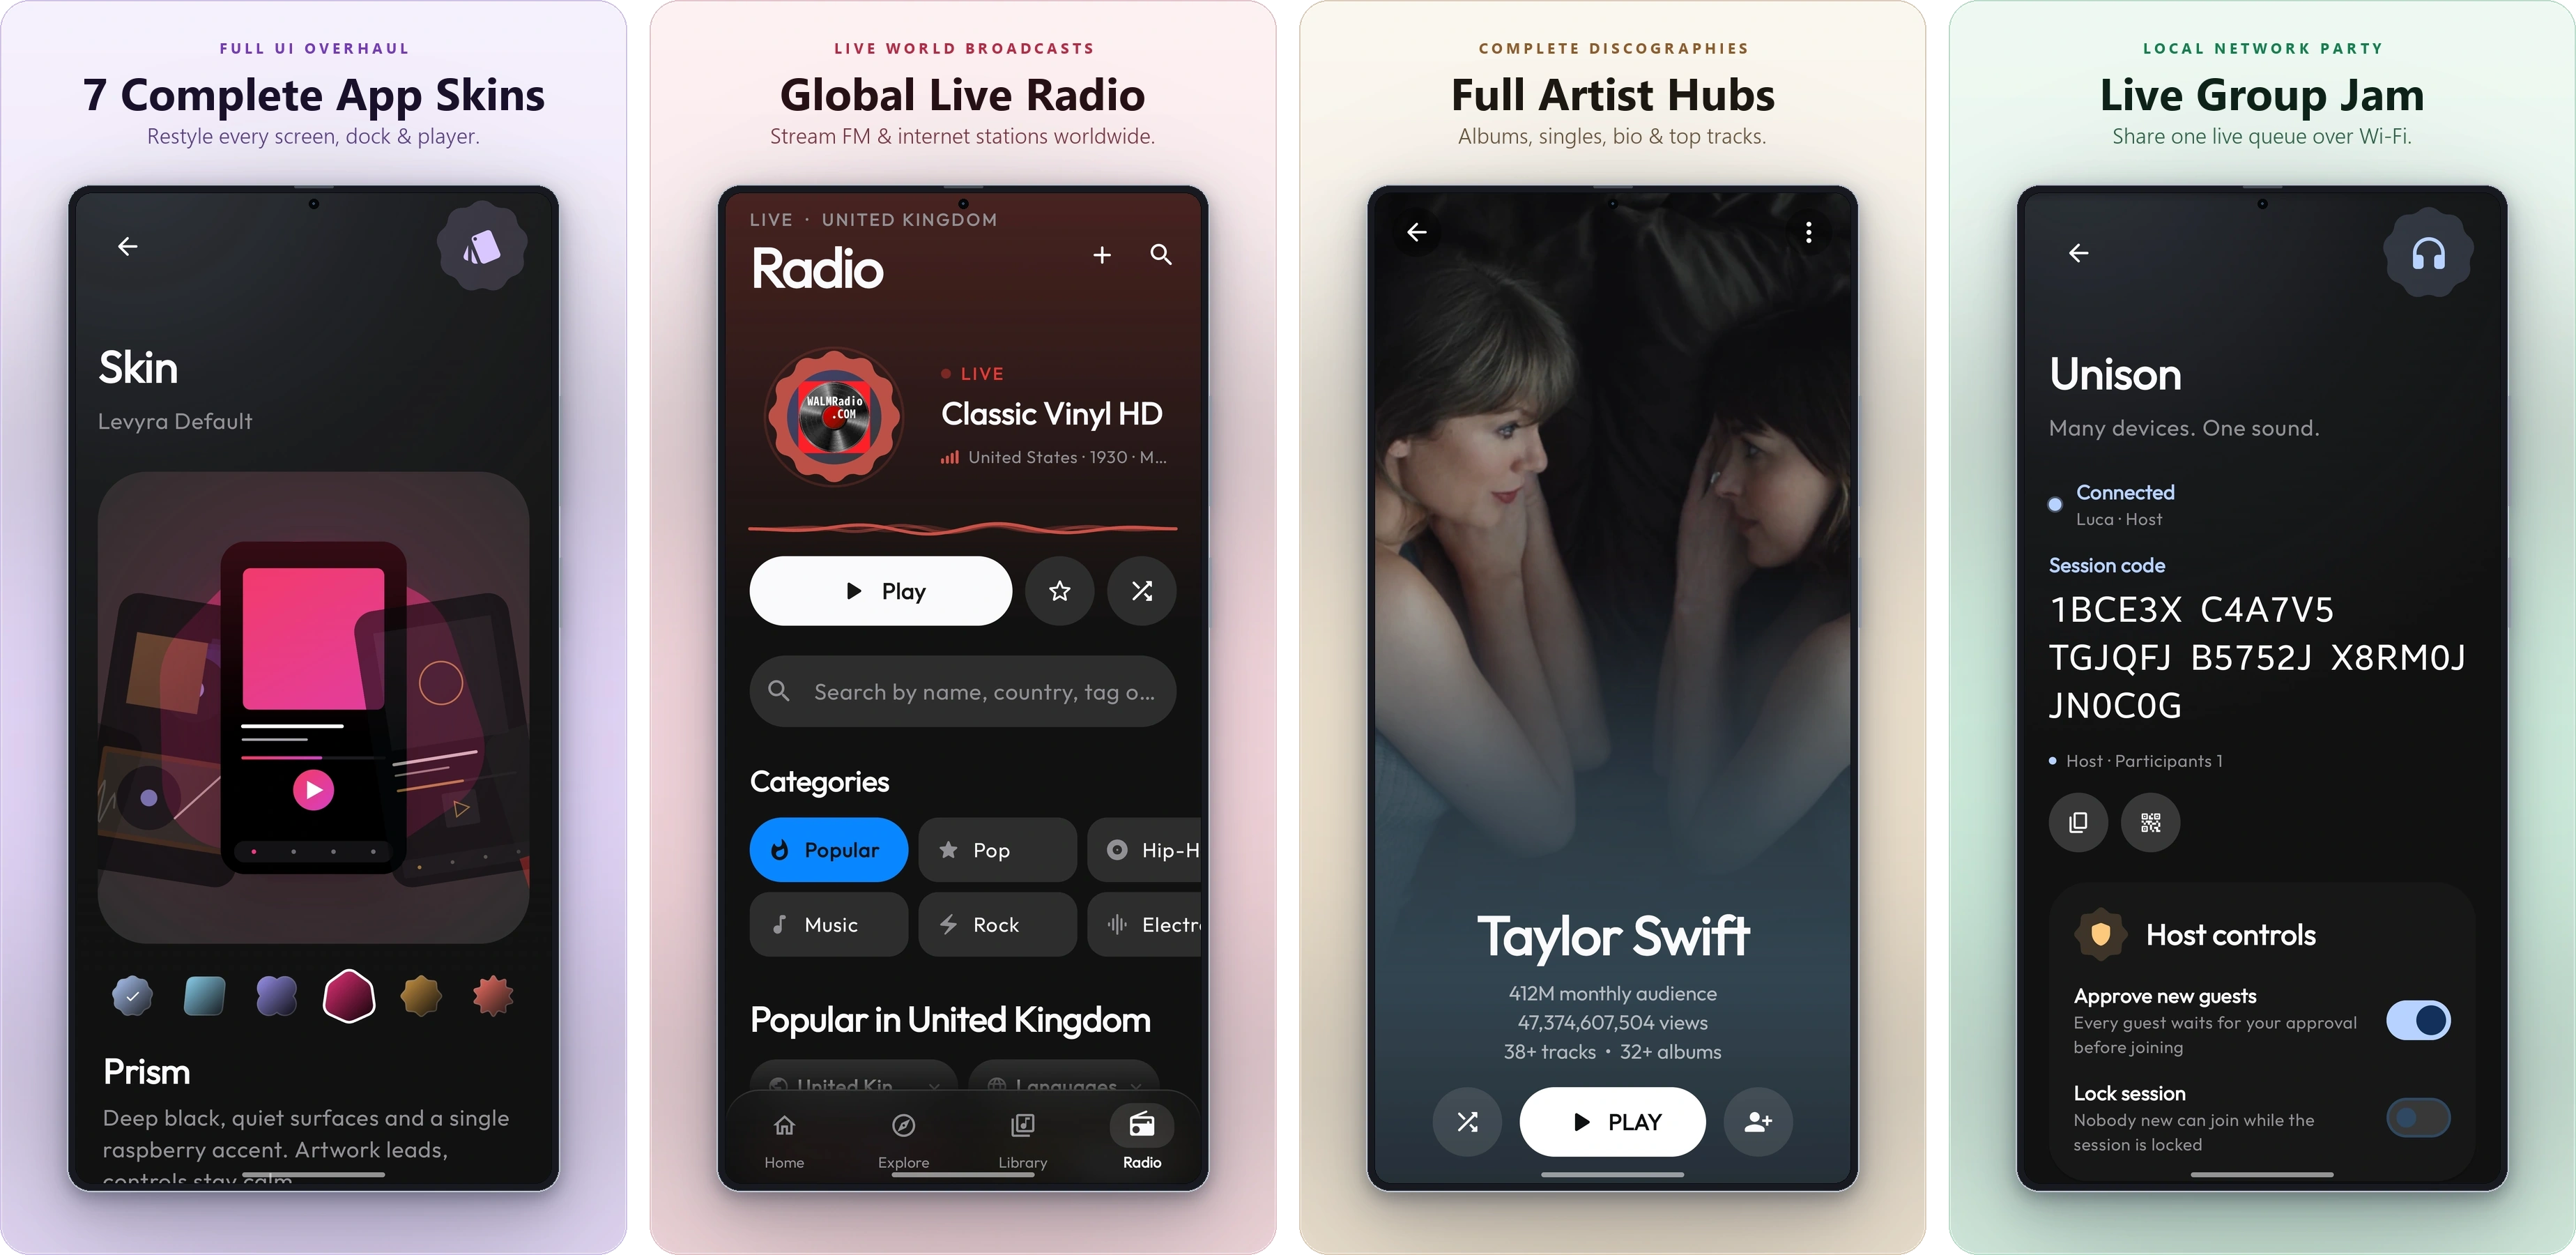 FULL UI OVERHAUL
7 Complete App Skins
Restyle every screen, dock & player.
Skin
Levyra Default
Prism
Deep black, quiet surfaces and a single
raspberry accent. Artwork leads,
controls stay calm
LIVE WORLD BROADCASTS
Global Live Radio
Stream FM & internet stations worldwide.
LIVE · UNITED KINGDOM
Radio
WALMRadio
.COM
LIVE
Classic Vinyl HD
United States · 1930 · M...
Play
Search by name, country, tag o...
Categories
Popular
Pop
Hip-H
Music
Rock
Electr
Popular in United Kingdom
United Kin
Languages
Home
Explore
Library
Radio
COMPLETE DISCOGRAPHIES
Full Artist Hubs
Albums, singles, bio & top tracks.
Taylor Swift
412M monthly audience
47,374,607,504 views
38+ tracks • 32+ albums
PLAY
LOCAL NETWORK PARTY
Live Group Jam
Share one live queue over Wi-Fi.
Unison
Many devices. One sound.
Connected
Luca · Host
Session code
1BCE3X C4A7V5
TGJQFJ B5752J X8RM0J
JN0C0G
Host · Participants 1
Host controls
Approve new guests
Every guest waits for your approval
before joining
Lock session
Nobody new can join while the
session is locked